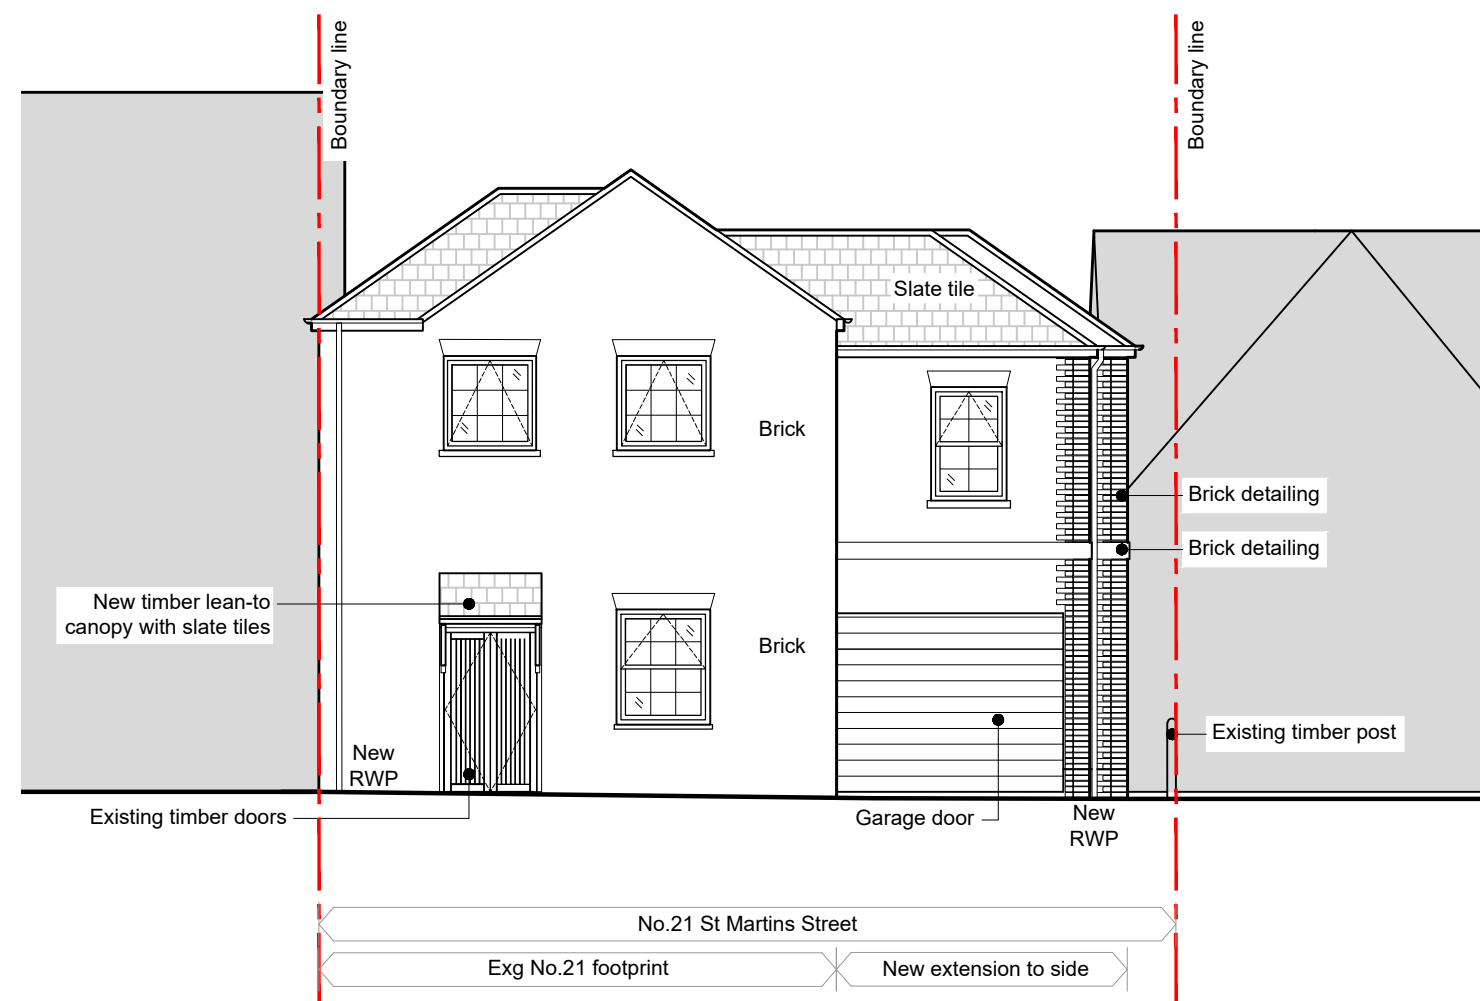 Boundary line
Boundary line
Slate tile
Brick
Brick detailing
Brick detailing
New timber lean-to
canopy with slate tiles
Brick
Existing timber post
New
RWP
Existing timber doors
Garage door
New
RWP
No.21 St Martins Street
Exg No.21 footprint
New extension to side